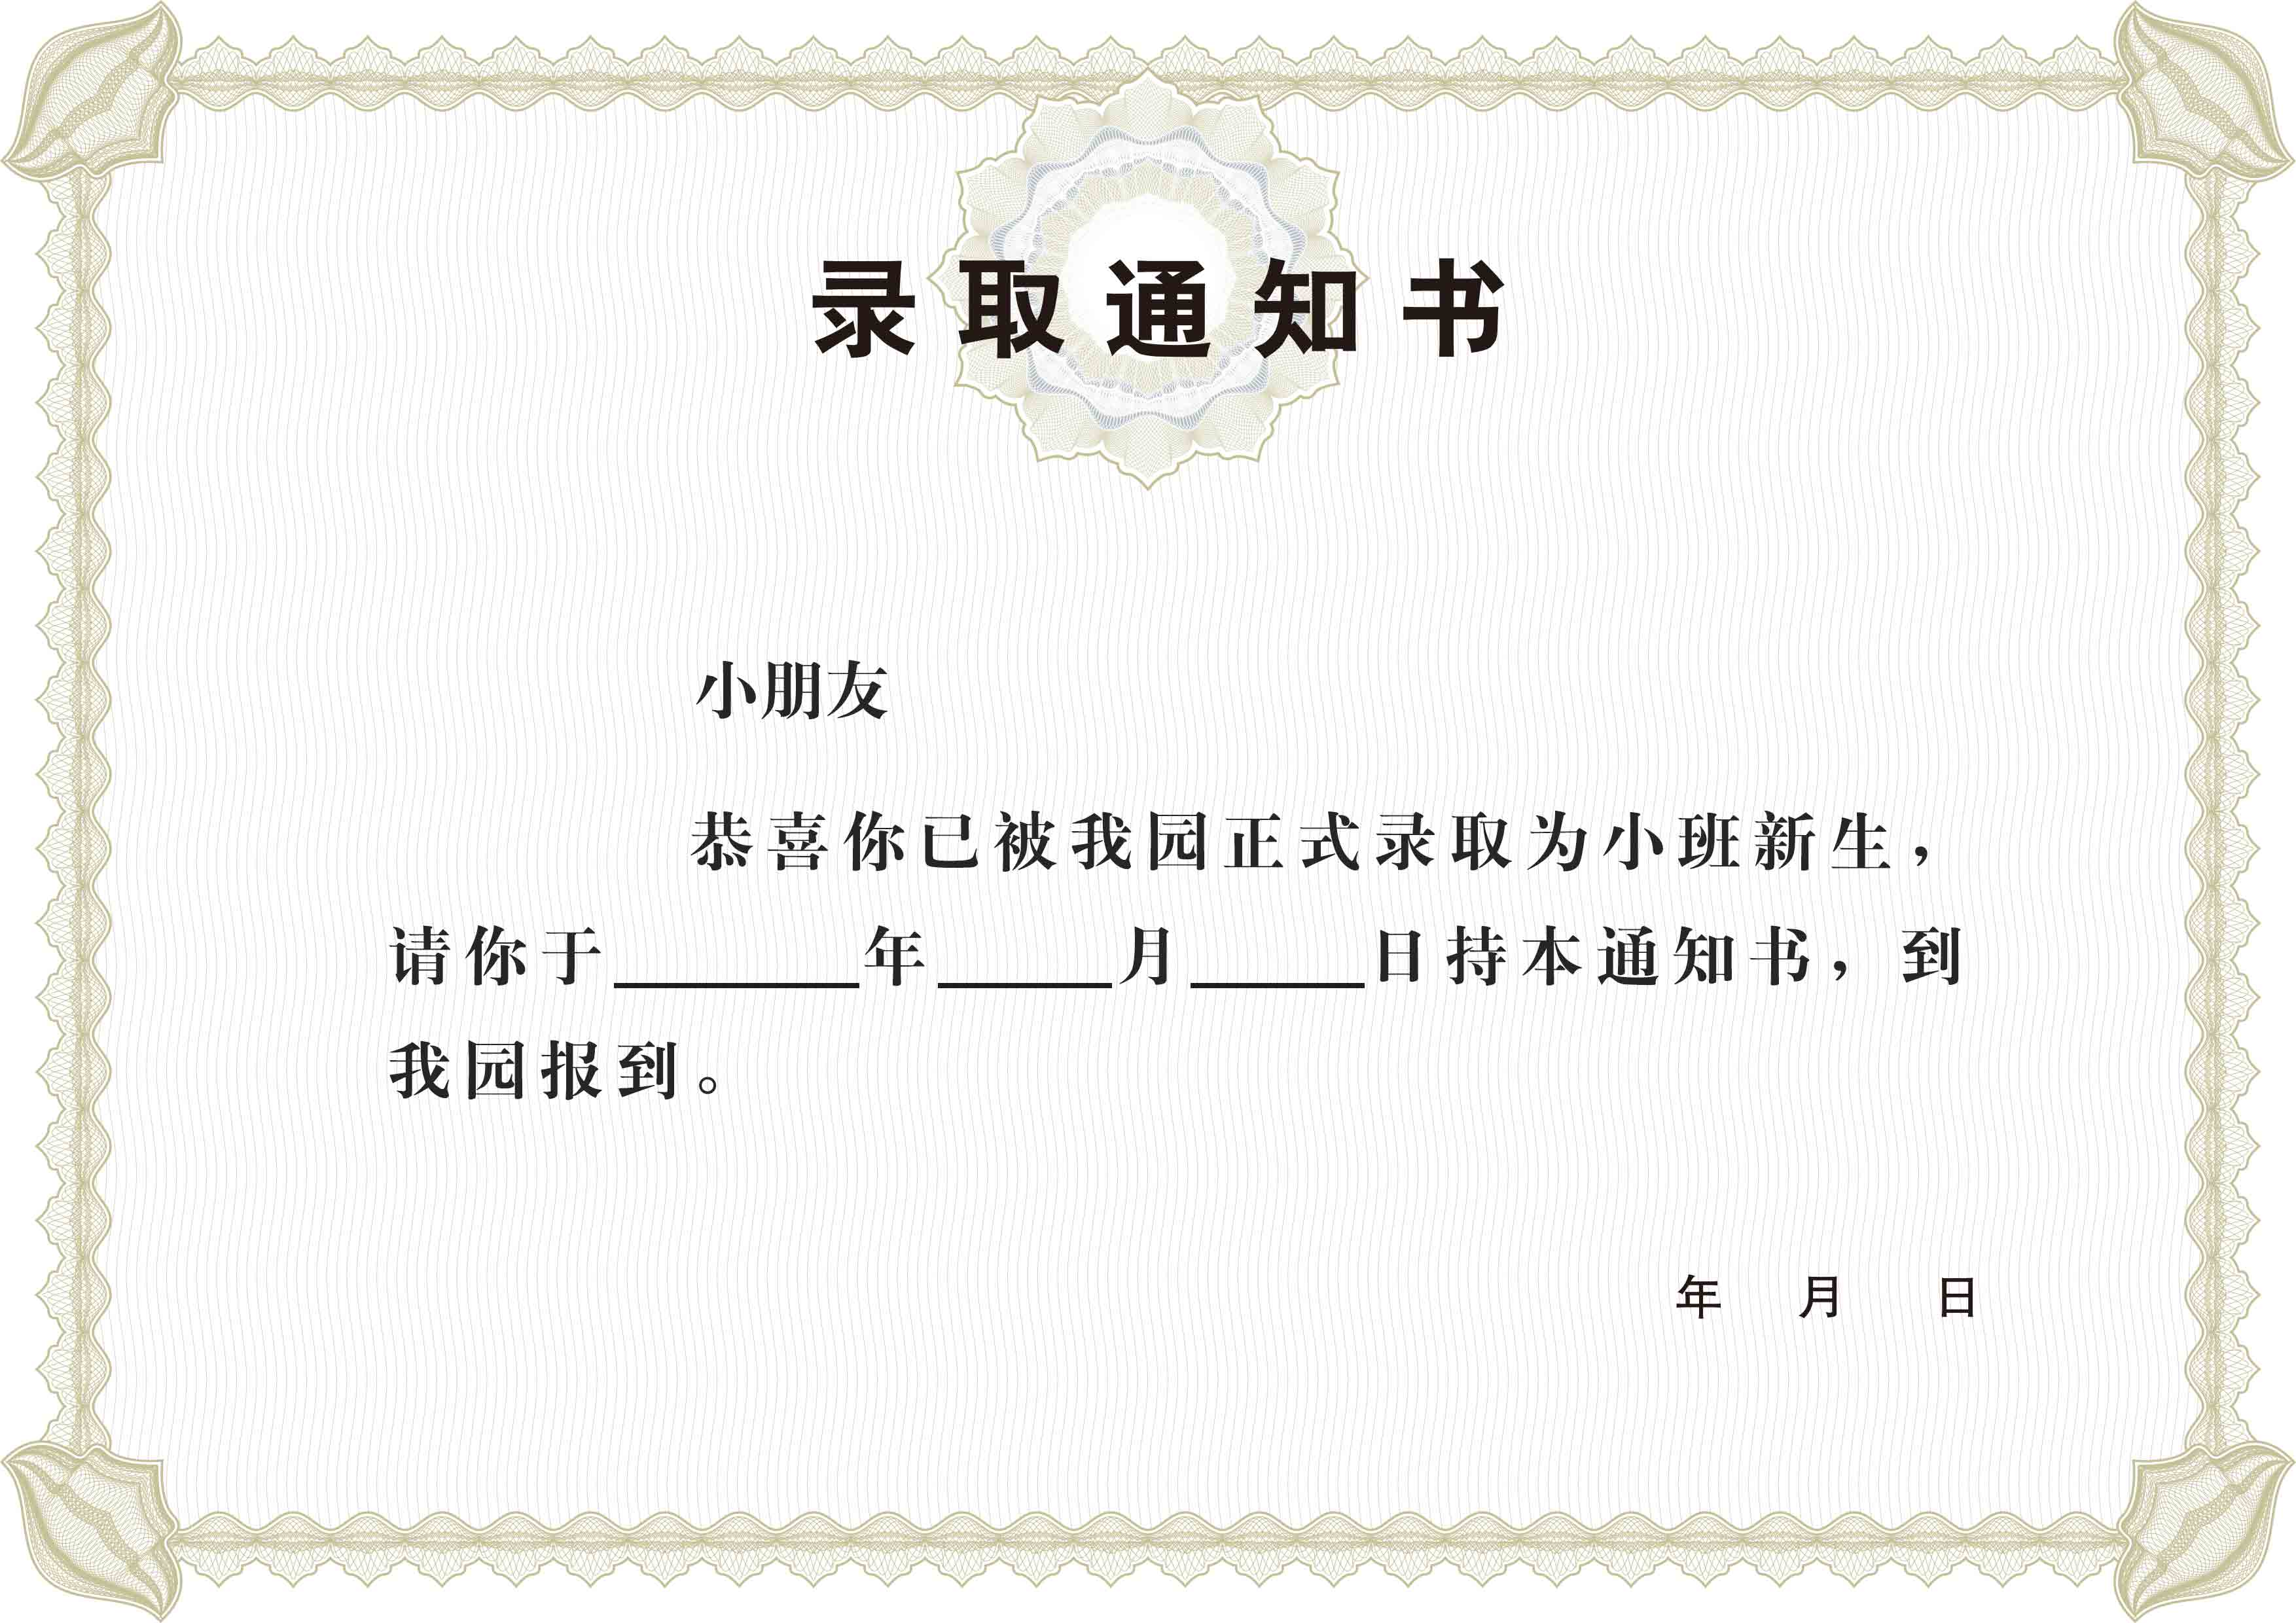 录取通知书
小朋友
恭喜你已被我园正式录取为小班新生，
请你于________年______月______日持本通知书，到
我园报到。
年 月 日